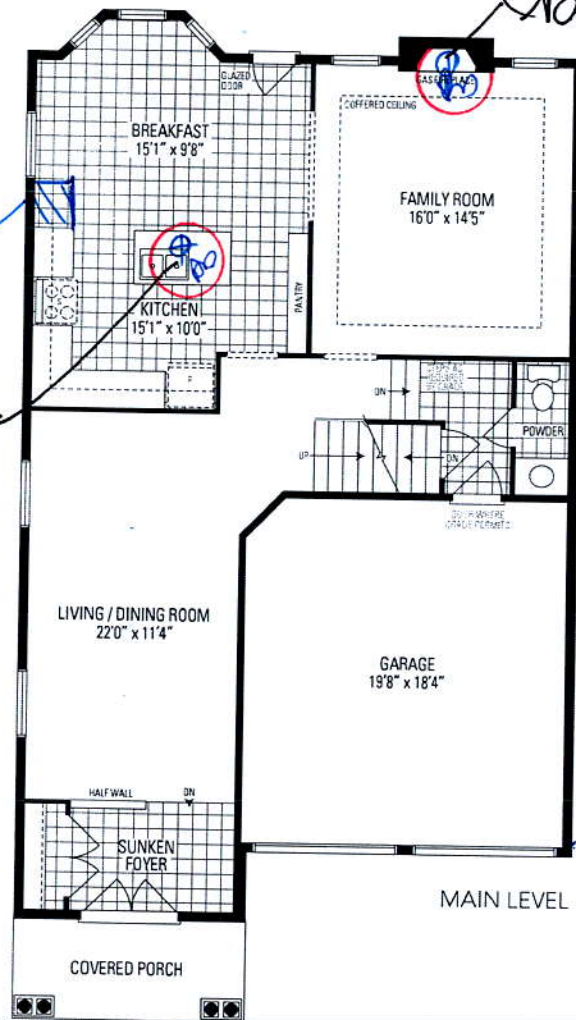 GLAZED
DOOR
GAS FIREPLACE
COFFERED CEILING
BREAKFAST
15'1" x 9'8"
FAMILY ROOM
16'0" x 14'5"
KITCHEN
15'1" x 10'0"
PANTRY
DN
POWDER
UP
DN
LIVING / DINING ROOM
22'0" x 11'4"
GARAGE
19'8" x 18'4"
HALF WALL
DN
SUNKEN
FOYER
MAIN LEVEL
COVERED PORCH